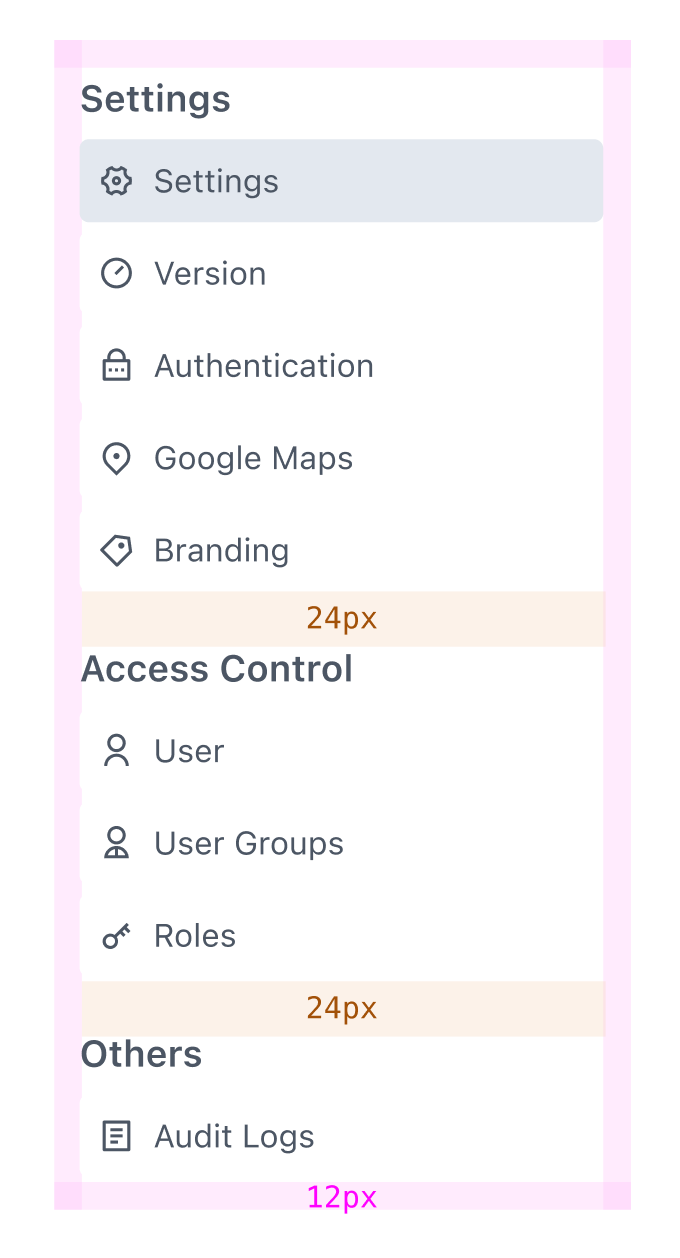 Settings
Settings
Version
Authentication
Google Maps
Branding
24px
Access Control
User
User Groups
Roles
24px
Others
Audit Logs
12px